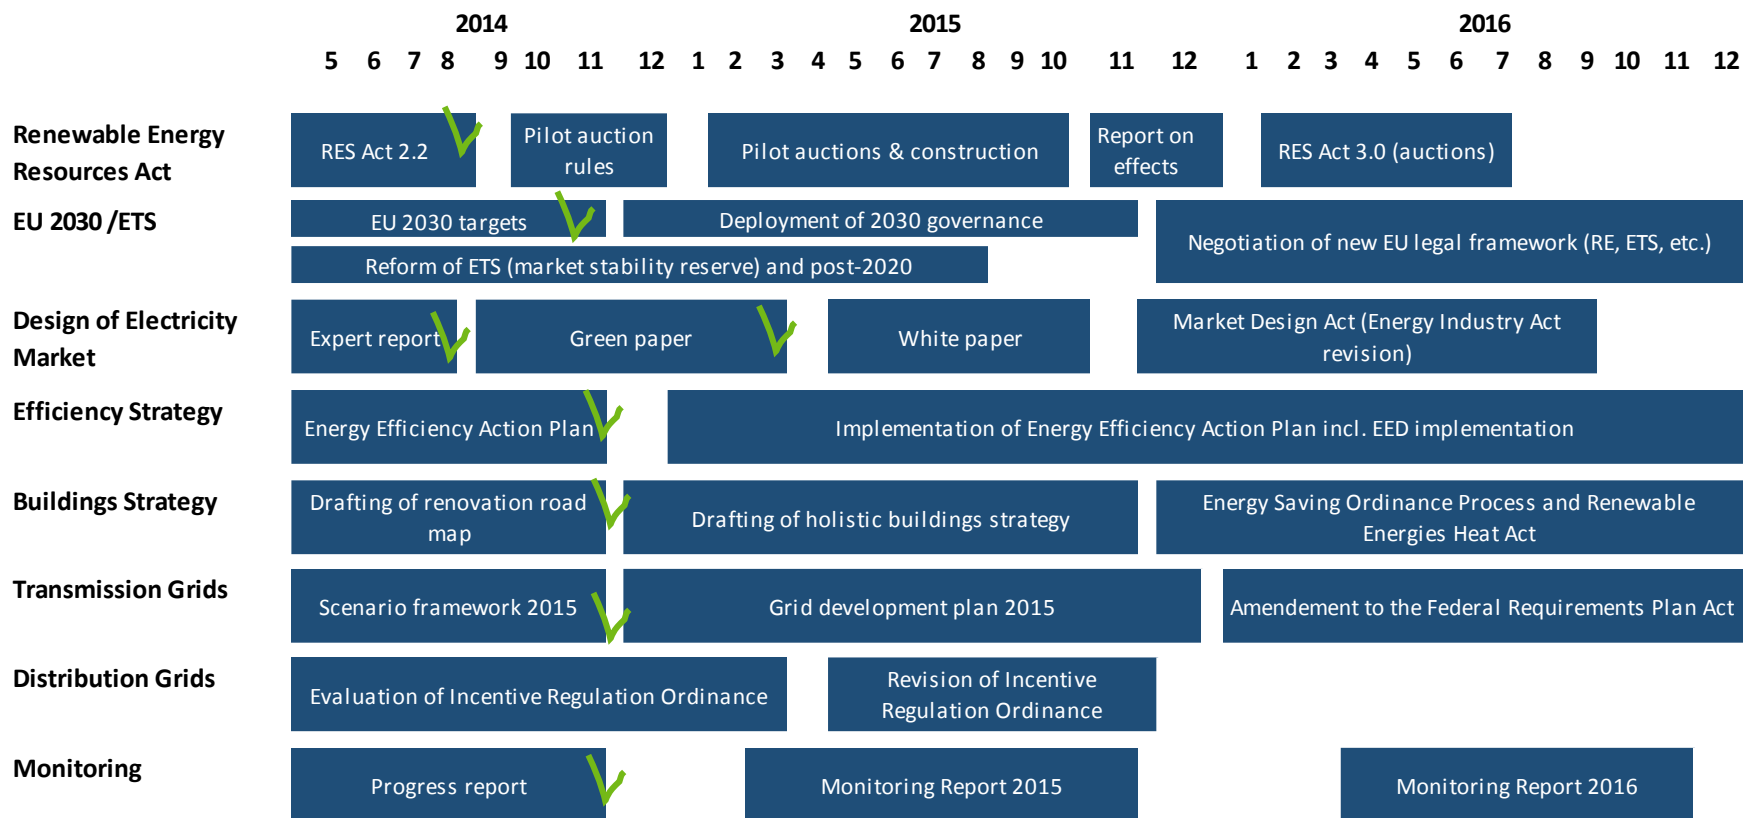 2014 2015 2016
5 6 7 8 9 10 11 12 1 2 3 4 5 6 7 8 9 10 11 12 1 2 3 4 5 6 7 8 9 10 11 12
Renewable Energy
Resources Act
RES Act 2.2
Pilot auction
rules
Pilot auctions & construction
Report on
effects
RES Act 3.0 (auctions)
EU 2030 /ETS
EU 2030 targets
Deployment of 2030 governance
Negotiation of new EU legal framework (RE, ETS, etc.)
Reform of ETS (market stability reserve) and post-2020
Design of Electricity
Market
Expert report
Green paper
White paper
Market Design Act (Energy Industry Act
revision)
Efficiency Strategy
Energy Efficiency Action Plan
Implementation of Energy Efficiency Action Plan incl. EED implementation
Buildings Strategy
Drafting of renovation road
map
Drafting of holistic buildings strategy
Energy Saving Ordinance Process and Renewable
Energies Heat Act
Transmission Grids
Scenario framework 2015
Grid development plan 2015
Amendement to the Federal Requirements Plan Act
Distribution Grids
Evaluation of Incentive Regulation Ordinance
Revision of Incentive
Regulation Ordinance
Monitoring
Progress report
Monitoring Report 2015
Monitoring Report 2016